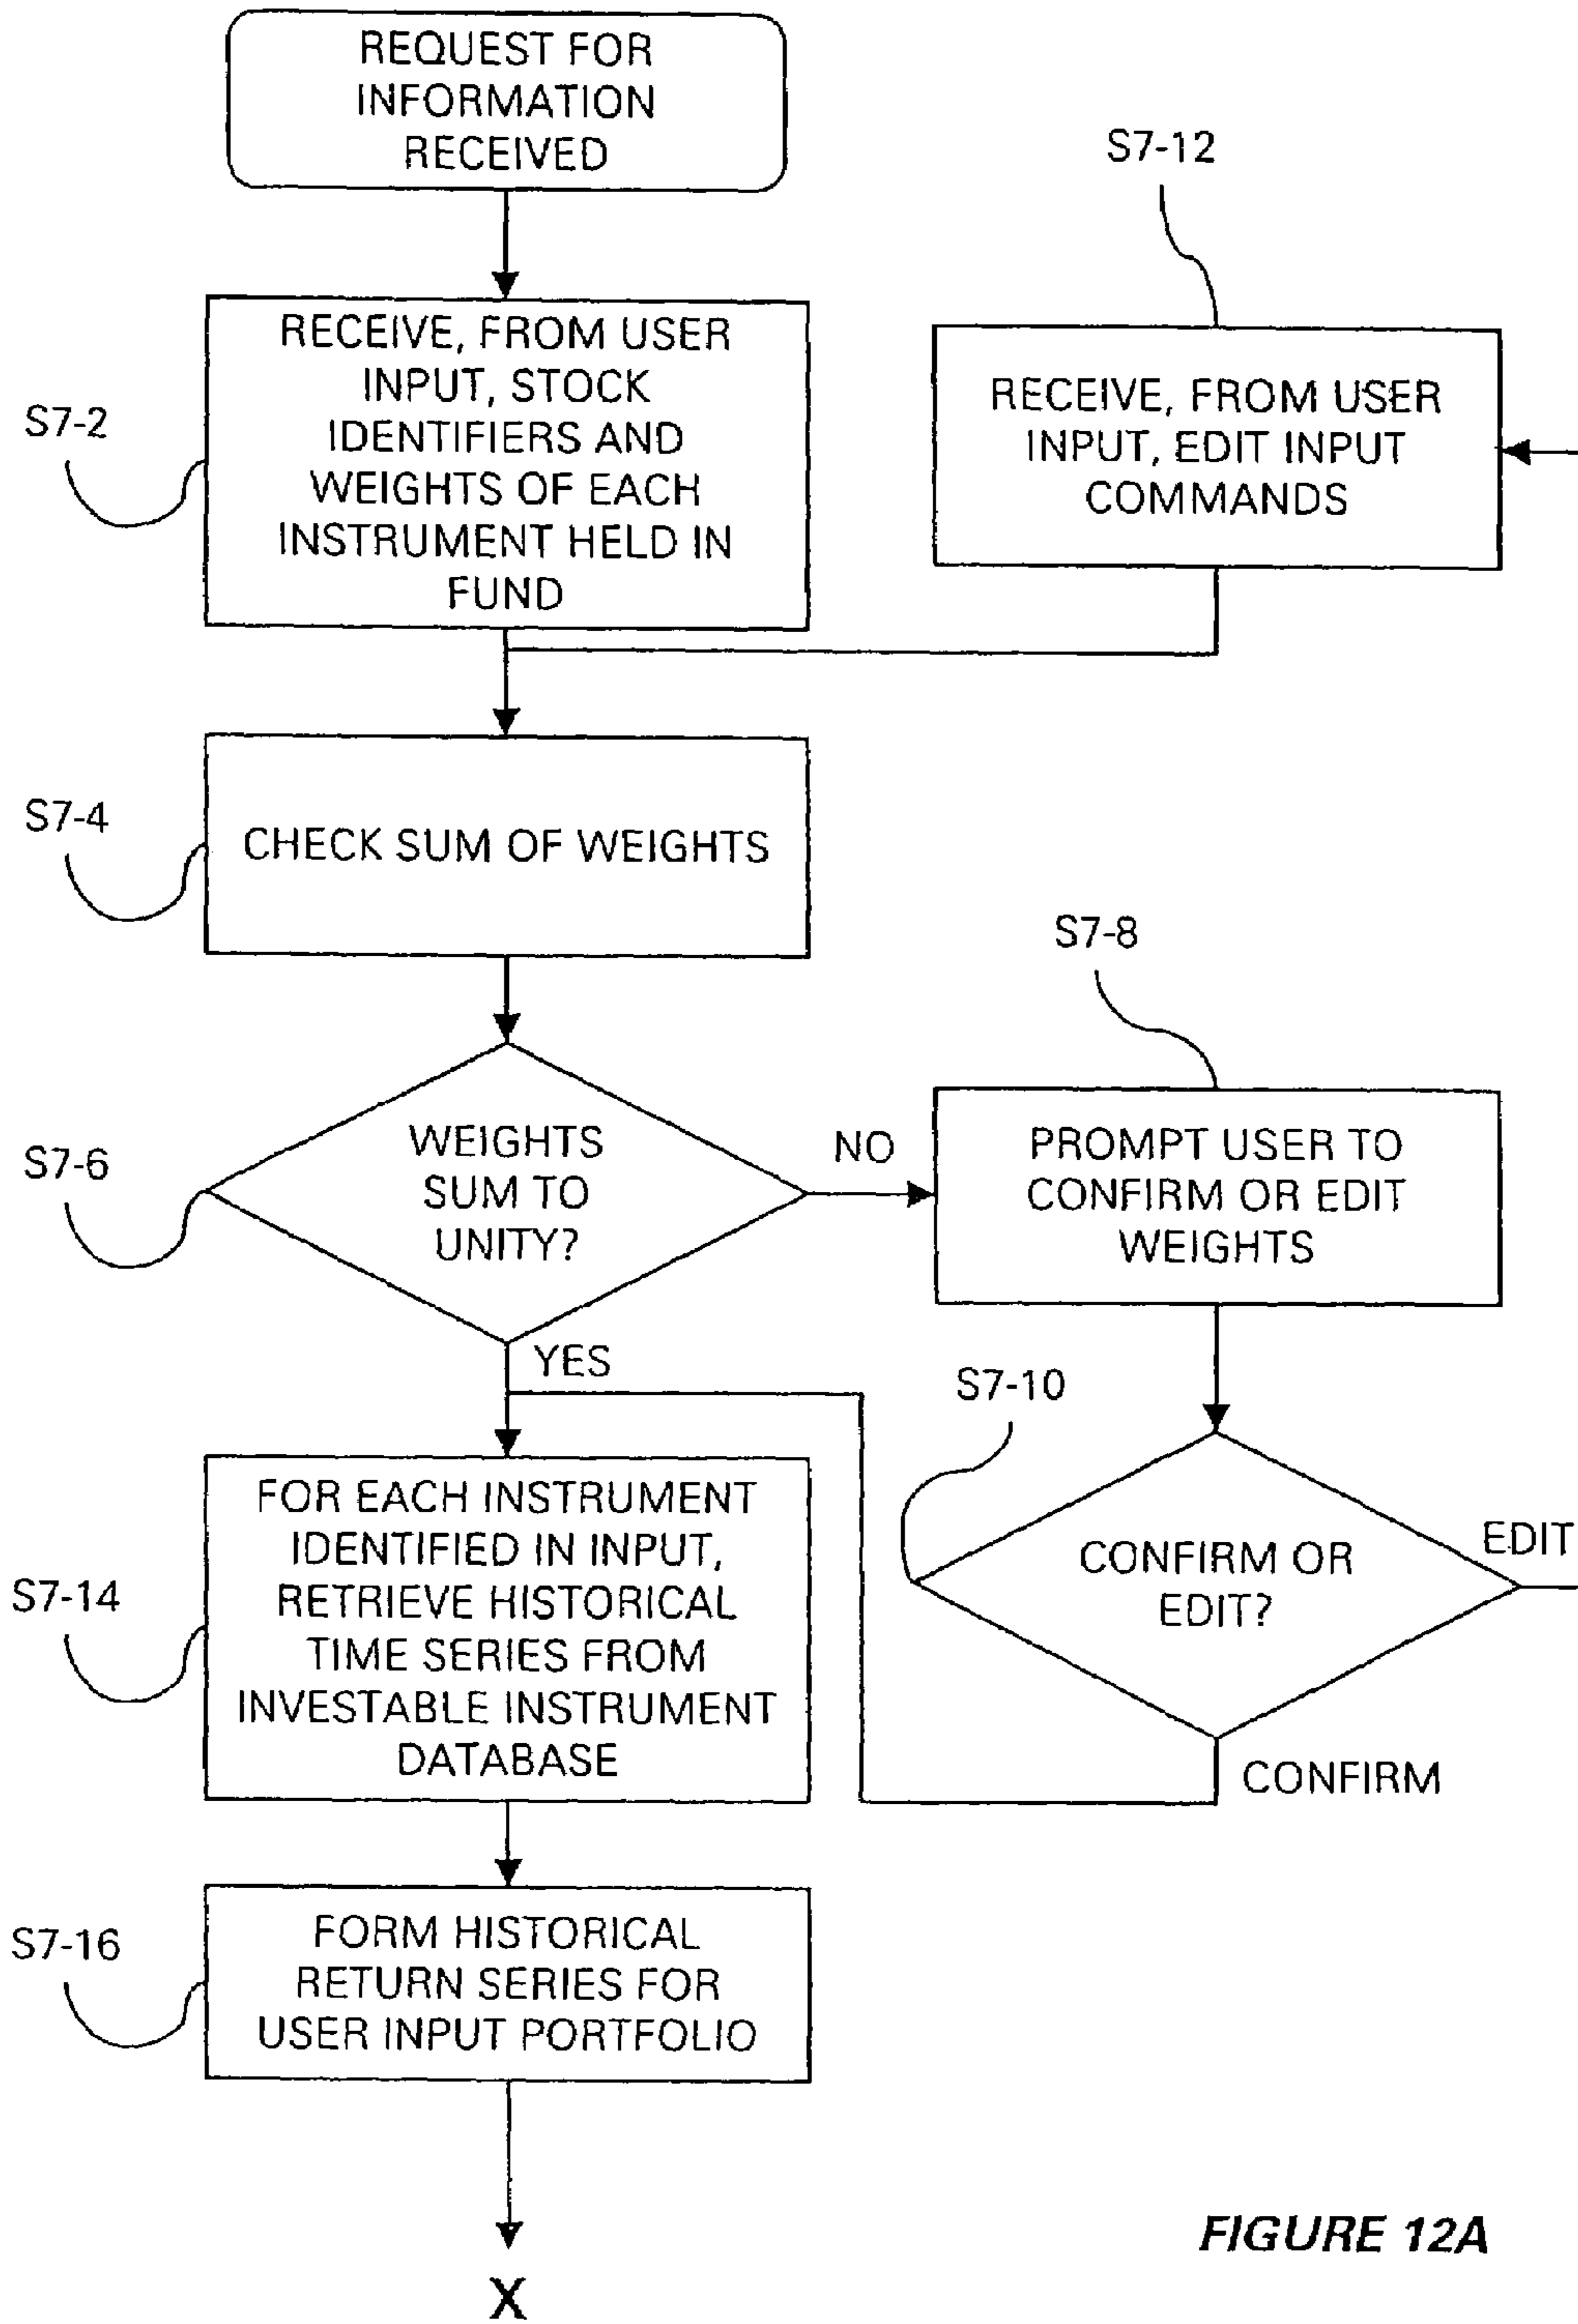 REQUEST FOR
INFORMATION
RECEIVED
S7-12
S7-2
RECEIVE, FROM USER
INPUT, STOCK
IDENTIFIERS AND
WEIGHTS OF EACH
INSTRUMENT HELD IN
FUND
RECEIVE, FROM USER
INPUT, EDIT INPUT
COMMANDS
S7-4
CHECK SUM OF WEIGHTS
S7-8
S7-6
WEIGHTS
SUM TO
UNITY?
NO
PROMPT USER TO
CONFIRM OR EDIT
WEIGHTS
YES
S7-10
CONFIRM OR
EDIT?
EDIT
CONFIRM
S7-14
FOR EACH INSTRUMENT
IDENTIFIED IN INPUT,
RETRIEVE HISTORICAL
TIME SERIES FROM
INVESTABLE INSTRUMENT
DATABASE
S7-16
FORM HISTORICAL
RETURN SERIES FOR
USER INPUT PORTFOLIO
FIGURE 12A
X